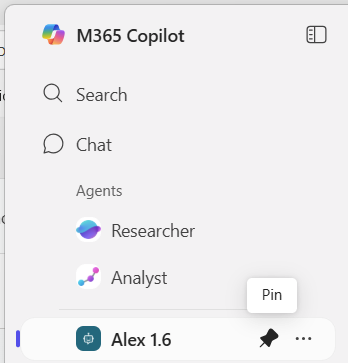 M365 Copilot
Search
Chat
Agents
Researcher
Analyst
Pin
Alex 1.6